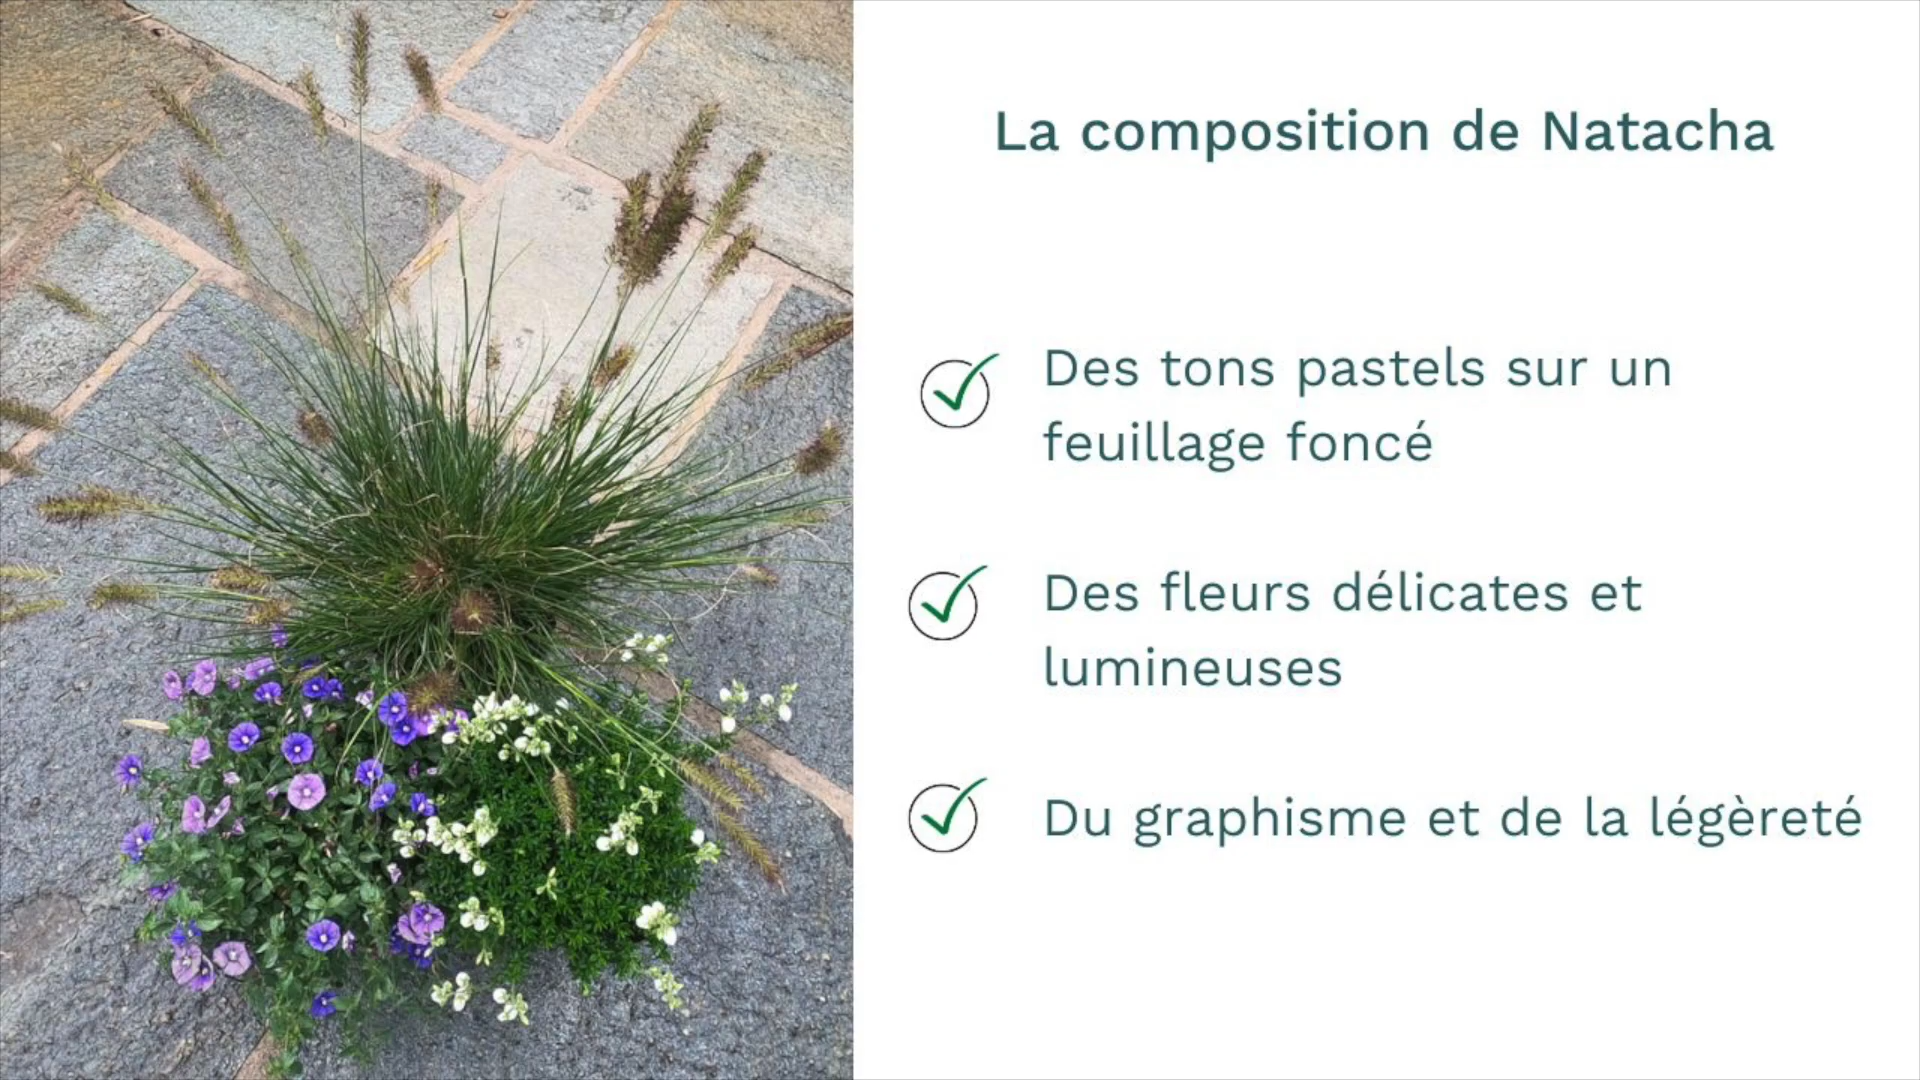 La composition de Natacha
Des tons pastels sur un
feuillage foncé
Des fleurs délicates et
lumineuses
Du graphisme et de la légèreté